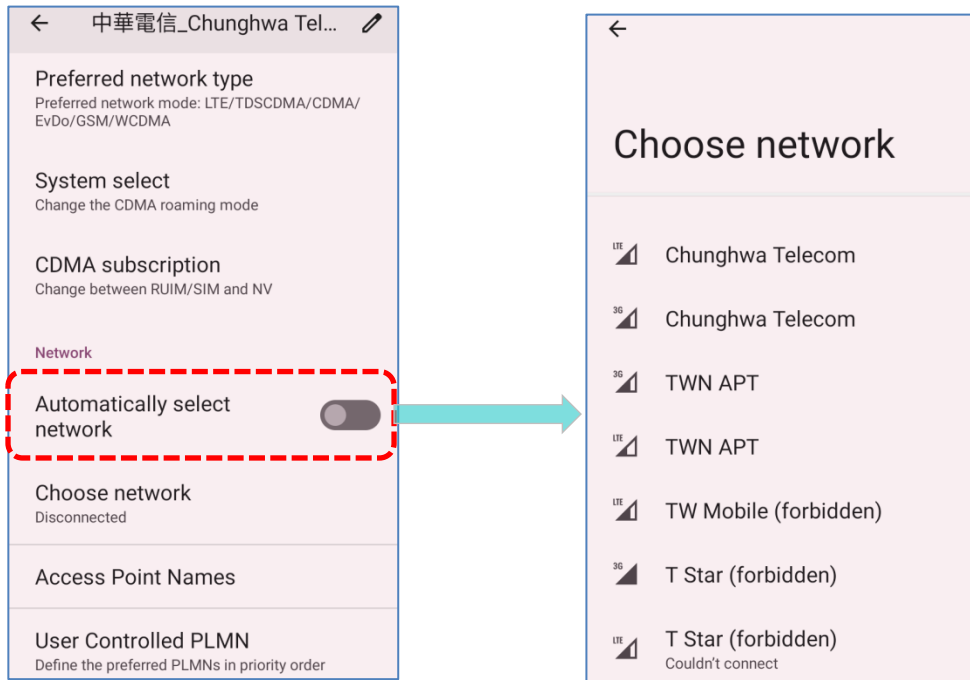 中華電信_Chunghwa Tel...
Preferred network type
Preferred network mode: LTE/TDSCDMA/CDMA/
EvDo/GSM/WCDMA
System select
Change the CDMA roaming mode
CDMA subscription
Change between RUIM/SIM and NV
Network
Automatically select
network
Choose network
Disconnected
Access Point Names
User Controlled PLMN
Define the preferred PLMNs in priority order
Choose network
LTE Chunghwa Telecom
3G Chunghwa Telecom
3G TWN APT
LTE TWN APT
LTE TW Mobile (forbidden)
3G T Star (forbidden)
LTE T Star (forbidden)
Couldn't connect